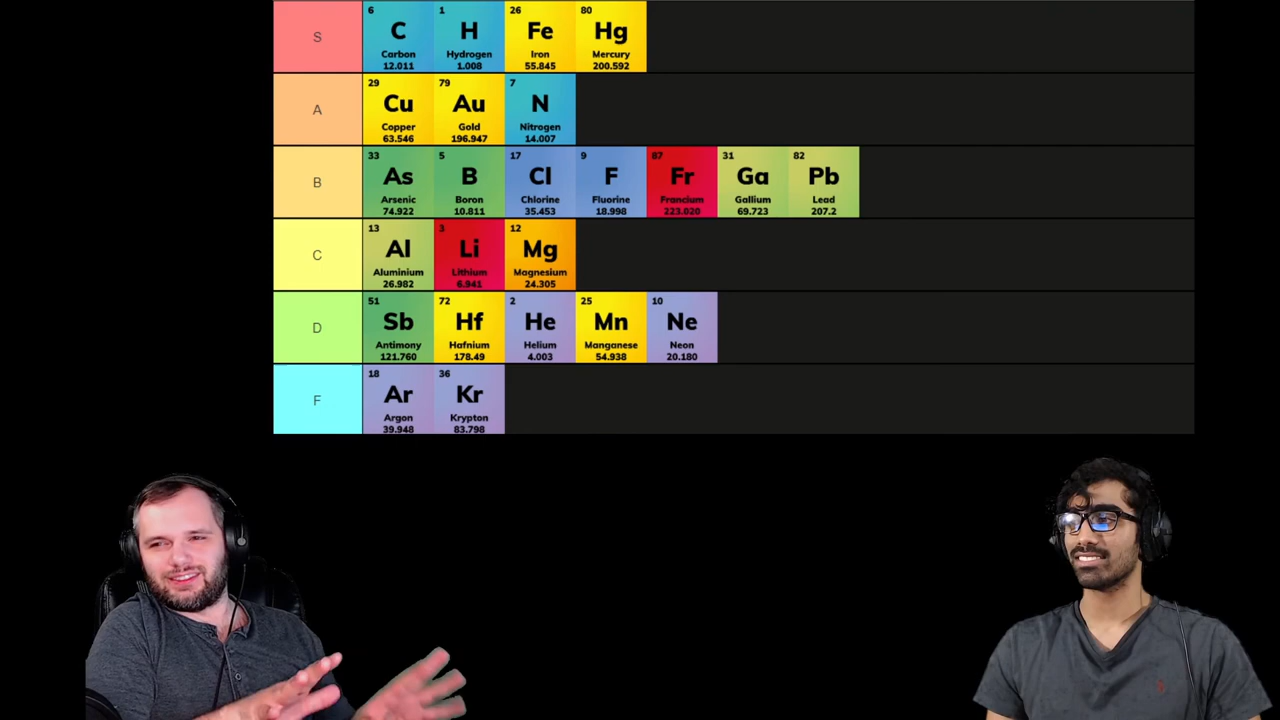 S
6
C
Carbon
12.011
1
H
Hydrogen
1.008
26
Fe
Iron
55.845
80
Hg
Mercury
200.592
A
29
Cu
Copper
63.546
79
Au
Gold
196.947
7
N
Nitrogen
14.007
B
33
As
Arsenic
74.922
5
B
Boron
10.811
17
Cl
Chlorine
35.453
9
F
Fluorine
18.998
87
Fr
Francium
223.020
31
Ga
Gallium
69.723
82
Pb
Lead
207.2
C
13
Al
Aluminium
26.982
3
Li
Lithium
6.941
12
Mg
Magnesium
24.305
D
51
Sb
Antimony
121.760
72
Hf
Hafnium
178.49
2
He
Helium
4.003
25
Mn
Manganese
54.938
10
Ne
Neon
20.180
F
18
Ar
Argon
39.948
36
Kr
Krypton
83.798